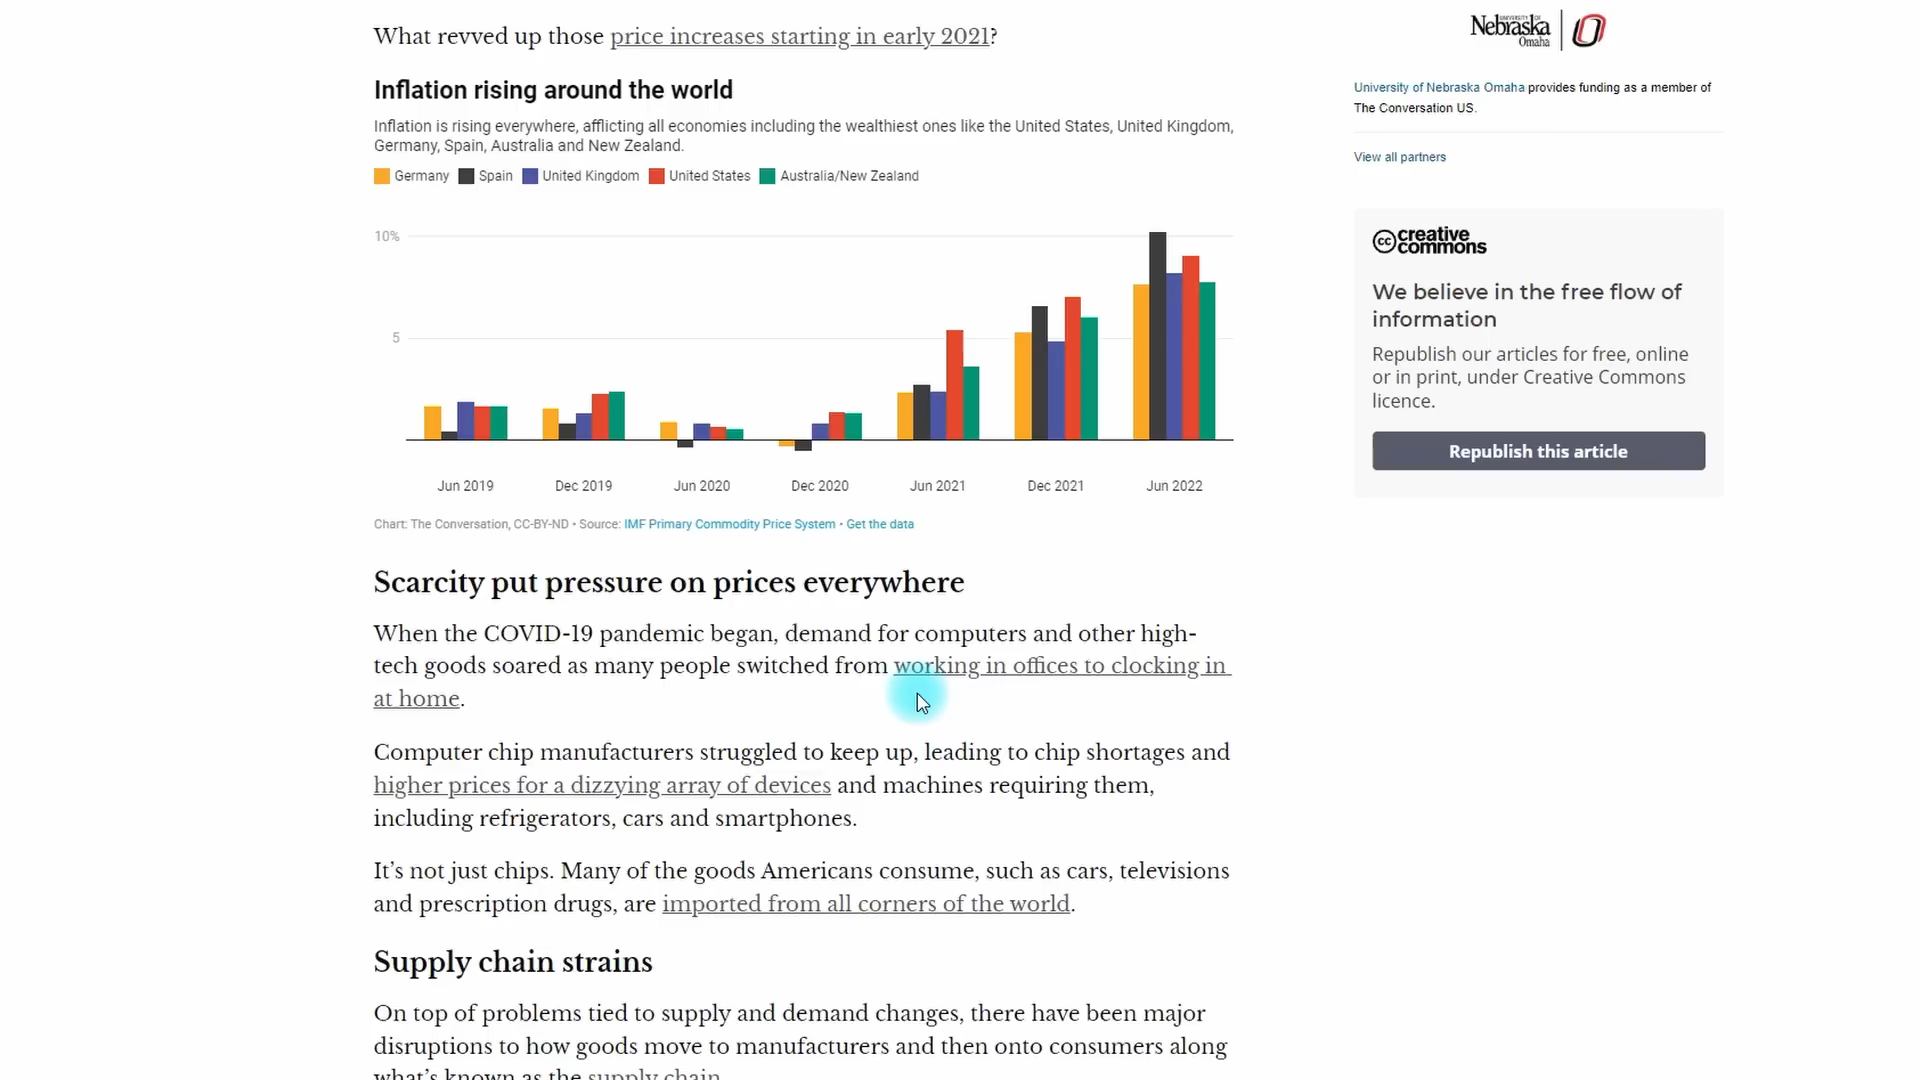 What revved up those price increases starting in early 2021?
Inflation rising around the world
Inflation is rising everywhere, afflicting all economies including the wealthiest ones like the United States, United Kingdom,
Germany, Spain, Australia and New Zealand.
Germany Spain United Kingdom United States Australia/New Zealand
10%
5
Jun 2019 Dec 2019 Jun 2020 Dec 2020 Jun 2021 Dec 2021 Jun 2022
Chart: The Conversation, CC-BY-ND • Source: IMF Primary Commodity Price System • Get the data
Scarcity put pressure on prices everywhere
When the COVID-19 pandemic began, demand for computers and other high-
tech goods soared as many people switched from working in offices to clocking in
at home.
Computer chip manufacturers struggled to keep up, leading to chip shortages and
higher prices for a dizzying array of devices and machines requiring them,
including refrigerators, cars and smartphones.
It's not just chips. Many of the goods Americans consume, such as cars, televisions
and prescription drugs, are imported from all corners of the world.
Supply chain strains
On top of problems tied to supply and demand changes, there have been major
disruptions to how goods move to manufacturers and then onto consumers along
what's known as the supply chain
UNIVERSITY OF
Nebraska
Omaha
University of Nebraska Omaha provides funding as a member of
The Conversation US.
View all partners
cc creative
commons
We believe in the free flow of
information
Republish our articles for free, online
or in print, under Creative Commons
licence.
Republish this article